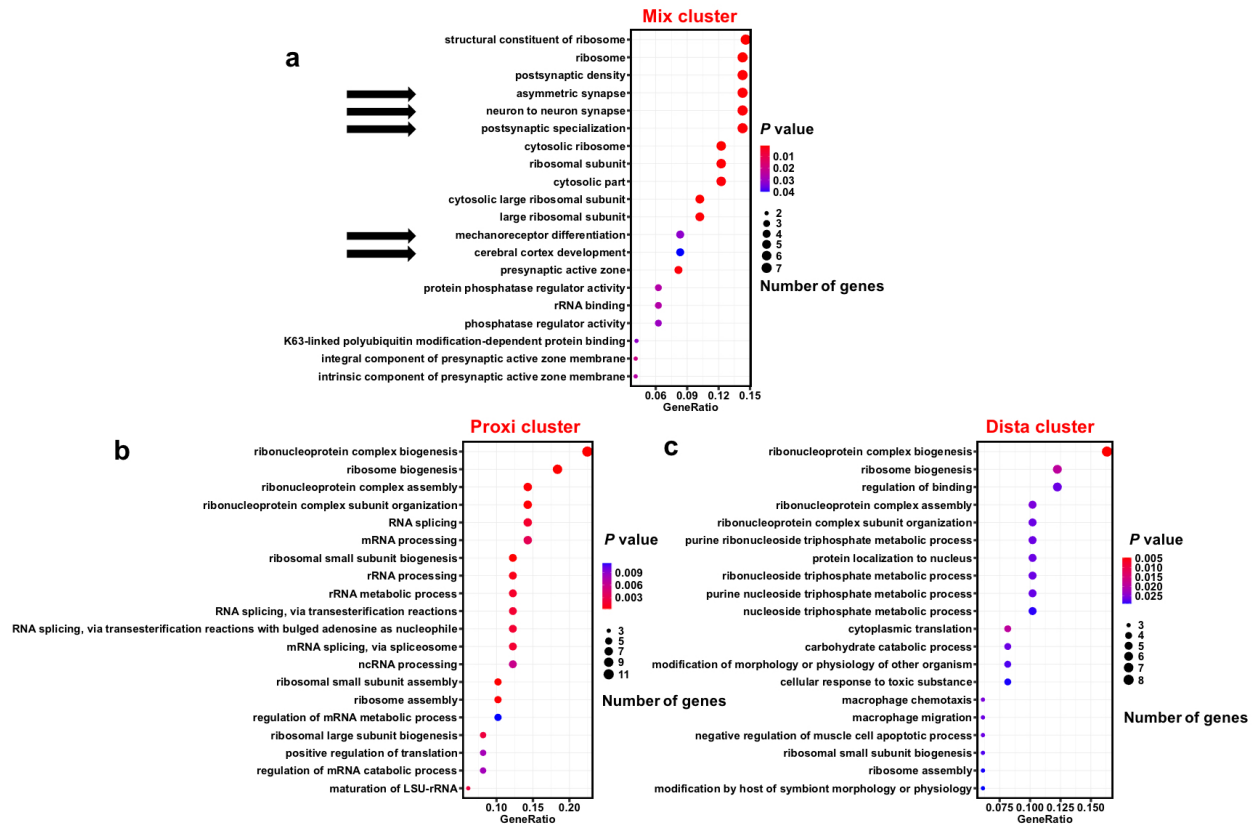 Mix cluster
a
structural constituent of ribosome
ribosome
postsynaptic density
asymmetric synapse
neuron to neuron synapse
postsynaptic specialization
cytosolic ribosome
ribosomal subunit
cytosolic part
cytosolic large ribosomal subunit
large ribosomal subunit
mechanoreceptor differentiation
cerebral cortex development
presynaptic active zone
protein phosphatase regulator activity
rRNA binding
phosphatase regulator activity
K63-linked polyubiquitin modification-dependent protein binding
integral component of presynaptic active zone membrane
intrinsic component of presynaptic active zone membrane
0.06 0.09 0.12 0.15
GeneRatio
P value
0.01
0.02
0.03
0.04
2
3
4
5
6
7
Number of genes
Proxi cluster
b
ribonucleoprotein complex biogenesis
ribosome biogenesis
ribonucleoprotein complex assembly
ribonucleoprotein complex subunit organization
RNA splicing
mRNA processing
ribosomal small subunit biogenesis
rRNA processing
rRNA metabolic process
RNA splicing, via transesterification reactions
RNA splicing, via transesterification reactions with bulged adenosine as nucleophile
mRNA splicing, via spliceosome
ncRNA processing
ribosomal small subunit assembly
ribosome assembly
regulation of mRNA metabolic process
ribosomal large subunit biogenesis
positive regulation of translation
regulation of mRNA catabolic process
maturation of LSU-rRNA
0.10 0.15 0.20
GeneRatio
P value
0.009
0.006
0.003
3
5
7
9
11
Number of genes
Dista cluster
c
ribonucleoprotein complex biogenesis
ribosome biogenesis
regulation of binding
ribonucleoprotein complex assembly
ribonucleoprotein complex subunit organization
purine ribonucleoside triphosphate metabolic process
protein localization to nucleus
ribonucleoside triphosphate metabolic process
purine nucleoside triphosphate metabolic process
nucleoside triphosphate metabolic process
cytoplasmic translation
carbohydrate catabolic process
modification of morphology or physiology of other organism
cellular response to toxic substance
macrophage chemotaxis
macrophage migration
negative regulation of muscle cell apoptotic process
ribosomal small subunit biogenesis
ribosome assembly
modification by host of symbiont morphology or physiology
0.075 0.100 0.125 0.150
GeneRatio
P value
0.005
0.010
0.015
0.020
0.025
3
4
5
6
7
8
Number of genes